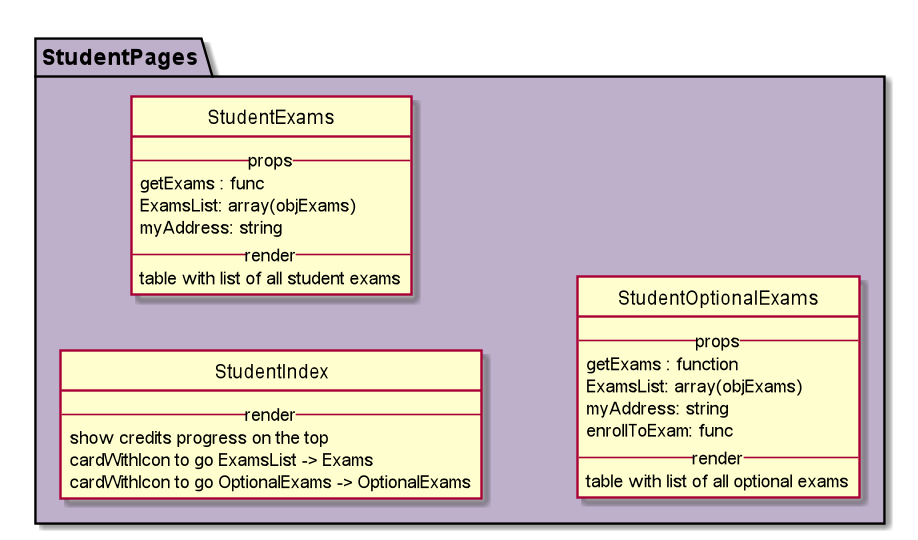 StudentPages
StudentExams
props
getExams : func
ExamsList: array(objExams)
myAddress: string
render
table with list of all student exams
StudentOptionalExams
props
getExams : function
ExamsList: array(objExams)
myAddress: string
enrollToExam: func
render
table with list of all optional exams
StudentIndex
render
show credits progress on the top
cardWithIcon to go ExamsList -> Exams
cardWithIcon to go OptionalExams -> OptionalExams